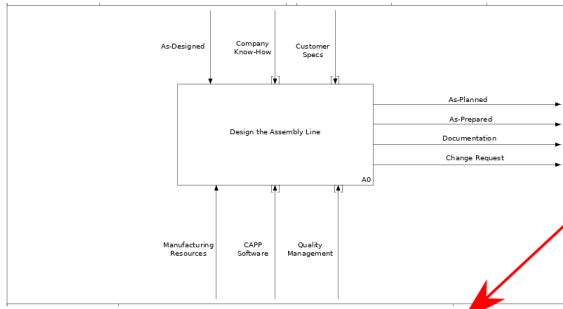 As-Designed
Company
Know-How
Customer
Specs
As-Planned
As-Prepared
Design the Assembly Line
Documentation
Change Request
A0
Manufacturing
Resources
CAPP
Software
Quality
Management